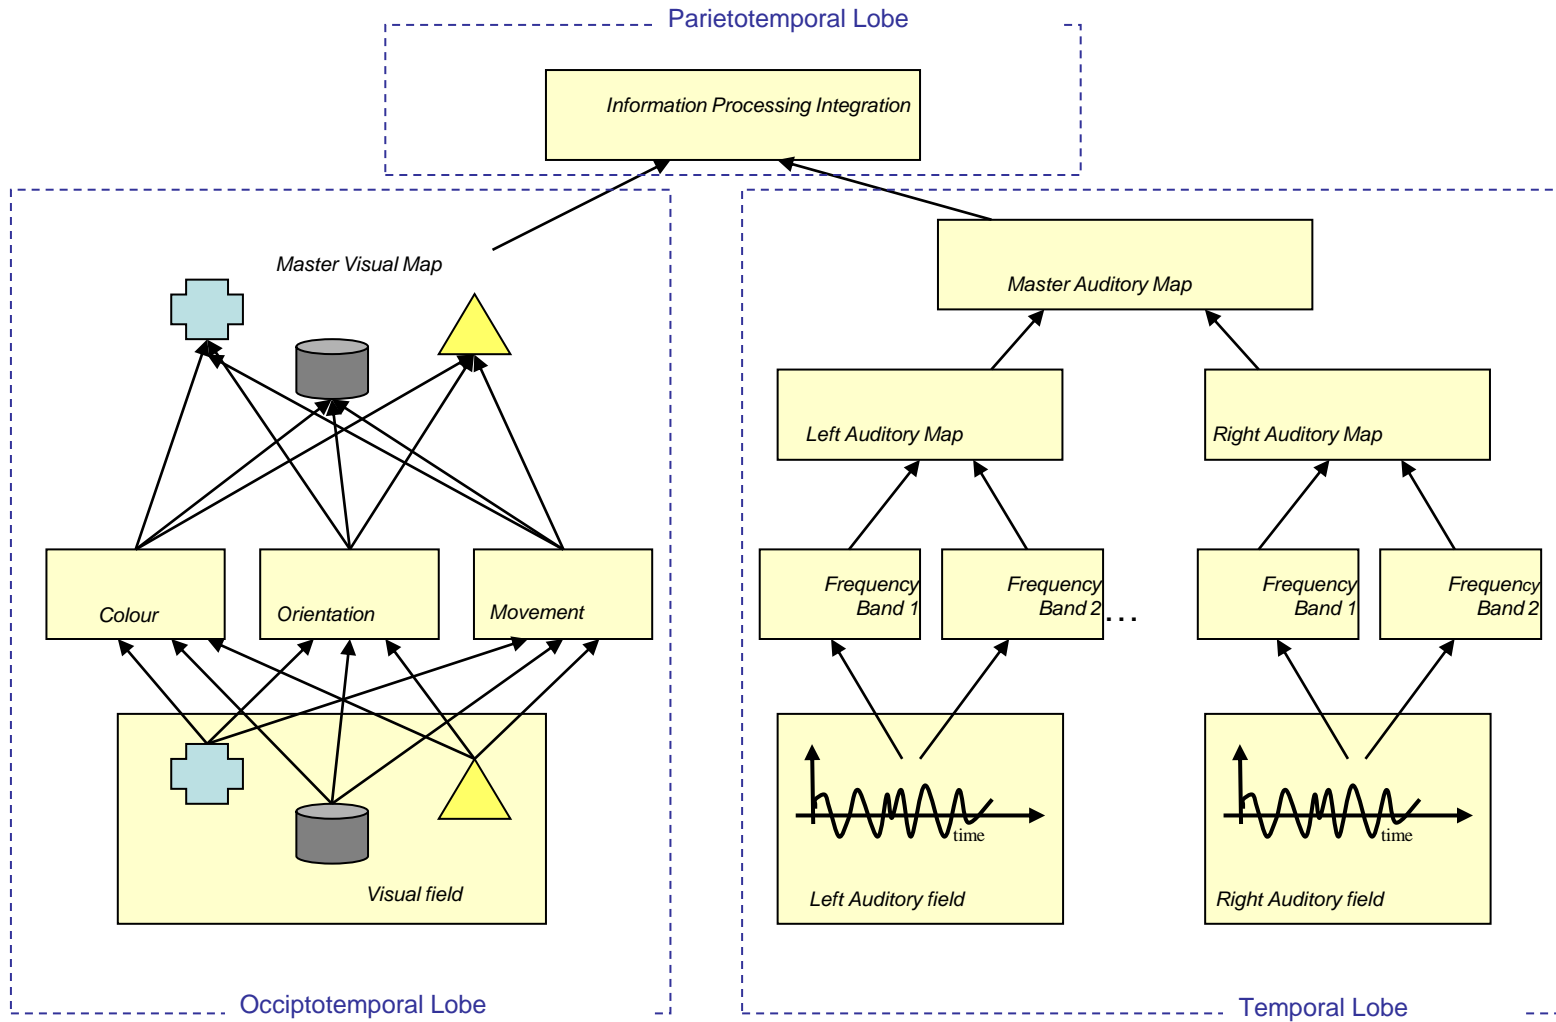 Parietotemporal Lobe
Information Processing Integration
Master Visual Map
Master Auditory Map
Left Auditory Map
Right Auditory Map
Colour
Orientation
Movement
Frequency
Band 1
Frequency
Band 2
...
Frequency
Band 1
Frequency
Band 2
time
time
Visual field
Left Auditory field
Right Auditory field
Occiptotemporal Lobe
Temporal Lobe